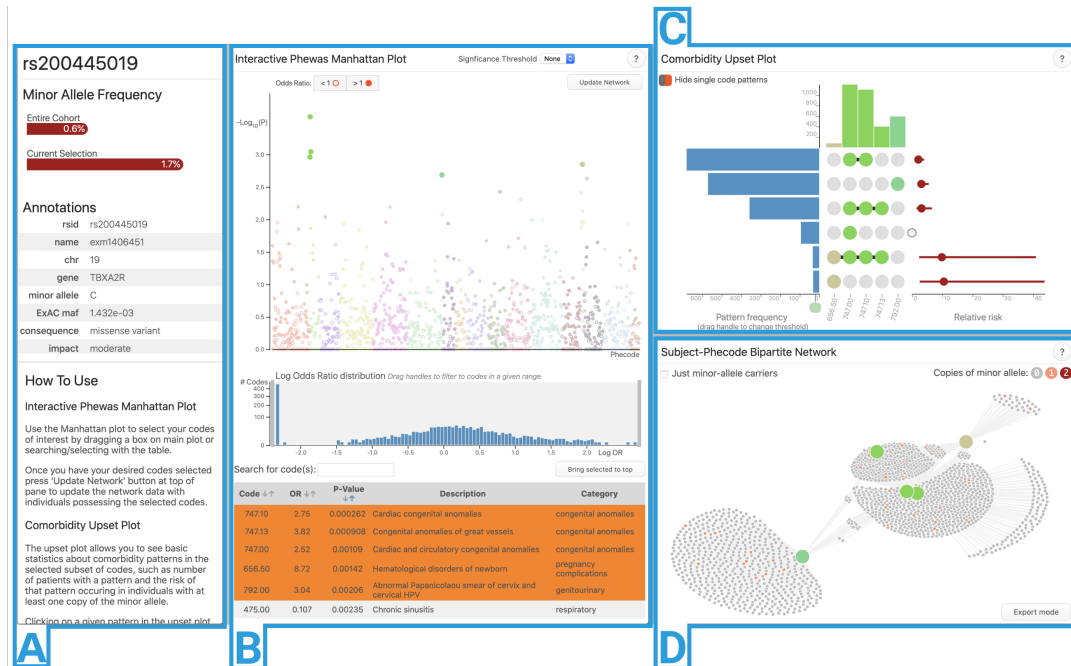 C
rs200445019
Minor Allele Frequency
Entire Cohort
0.6%
Current Selection
1.7%
Annotations
rsid rs200445019
name exm1406451
chr 19
gene TBXA2R
minor allele C
ExAC maf 1.432e-03
consequence missense variant
impact moderate
How To Use
Interactive Phewas Manhattan Plot
Use the Manhattan plot to select your codes
of interest by dragging a box on main plot or
searching/selecting with the table.
Once you have your desired codes selected
press 'Update Network' button at top of
pane to update the network data with
individuals possessing the selected codes.
Comorbidity Upset Plot
The upset plot allows you to see basic
statistics about comorbidity patterns in the
selected subset of codes, such as number
of patients with a pattern and the risk of
that pattern occuring in individuals with at
least one copy of the minor allele.
Clicking on a given pattern in the upset plot
A
Interactive Phewas Manhattan Plot
Signficance Threshold None
?
Odds Ratio: < 1 > 1
Update Network
-Log10(P)
3.0
2.5
2.0
1.5
1.0
0.5
0.0
Phecode
Log Odds Ratio distribution Drag handles to filter to codes in a given range
# Codes
400
300
200
100
0
-2.0 -1.5 -1.0 -0.5 0.0 0.5 1.0 1.5 2.0 Log OR
Search for code(s):
Bring selected to top
Code OR P-Value Description Category
747.10 2.75 0.000262 Cardiac congenital anomalies congenital anomalies
747.13 3.82 0.000908 Congenital anomalies of great vessels congenital anomalies
747.00 2.52 0.00109 Cardiac and circulatory congenital anomalies congenital anomalies
656.50 8.72 0.00142 Hematological disorders of newborn pregnancy complications
792.00 3.04 0.00206 Abnormal Papanicolaou smear of cervix and cervical HPV genitourinary
475.00 0.107 0.00235 Chronic sinusitis respiratory
B
Comorbidity Upset Plot
?
Hide single code patterns
1,000
800
600
400
200
600 500 400 300 200 100 0
656.50 747.00 747.10 747.13 792.00
0 10 20 30 40
Pattern frequency
(drag handle to change threshold)
Relative risk
Subject-Phecode Bipartite Network
?
Just minor-allele carriers
Copies of minor allele: 0 1 2
Export mode
D